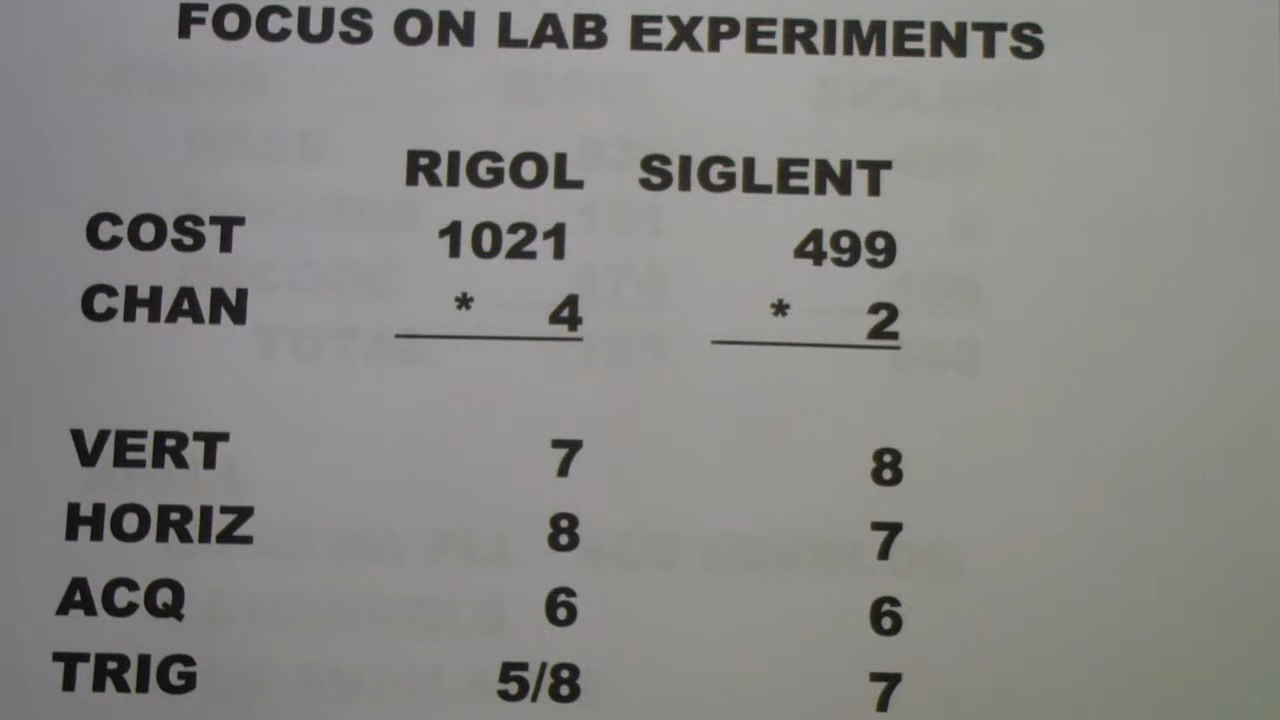 FOCUS ON LAB EXPERIMENTS
RIGOL SIGLENT
COST 1021 499
CHAN * 4 * 2
VERT 7 8
HORIZ 8 7
ACQ 6 6
TRIG 5/8 7